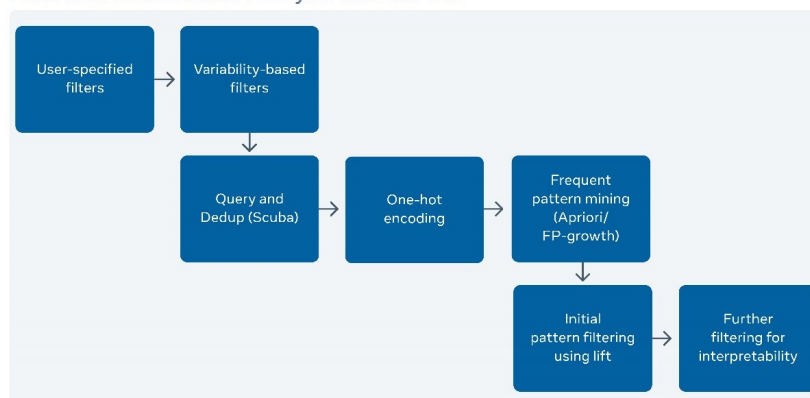 User-specified
filters
Variability-based
filters
Query and
Dedup (Scuba)
One-hot
encoding
Frequent
pattern mining
(Apriori/
FP-growth)
Initial
pattern filtering
using lift
Further
filtering for
interpretability